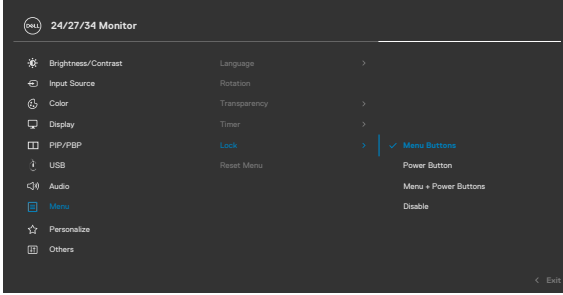 DELL 24/27/34 Monitor
Brightness/Contrast Language >
Input Source Rotation
Color Transparency >
Display Timer >
PIP/PBP Lock > ✓ Menu Buttons
USB Reset Menu Power Button
Audio Menu + Power Buttons
Menu Disable
Personalize
Others
< Exit